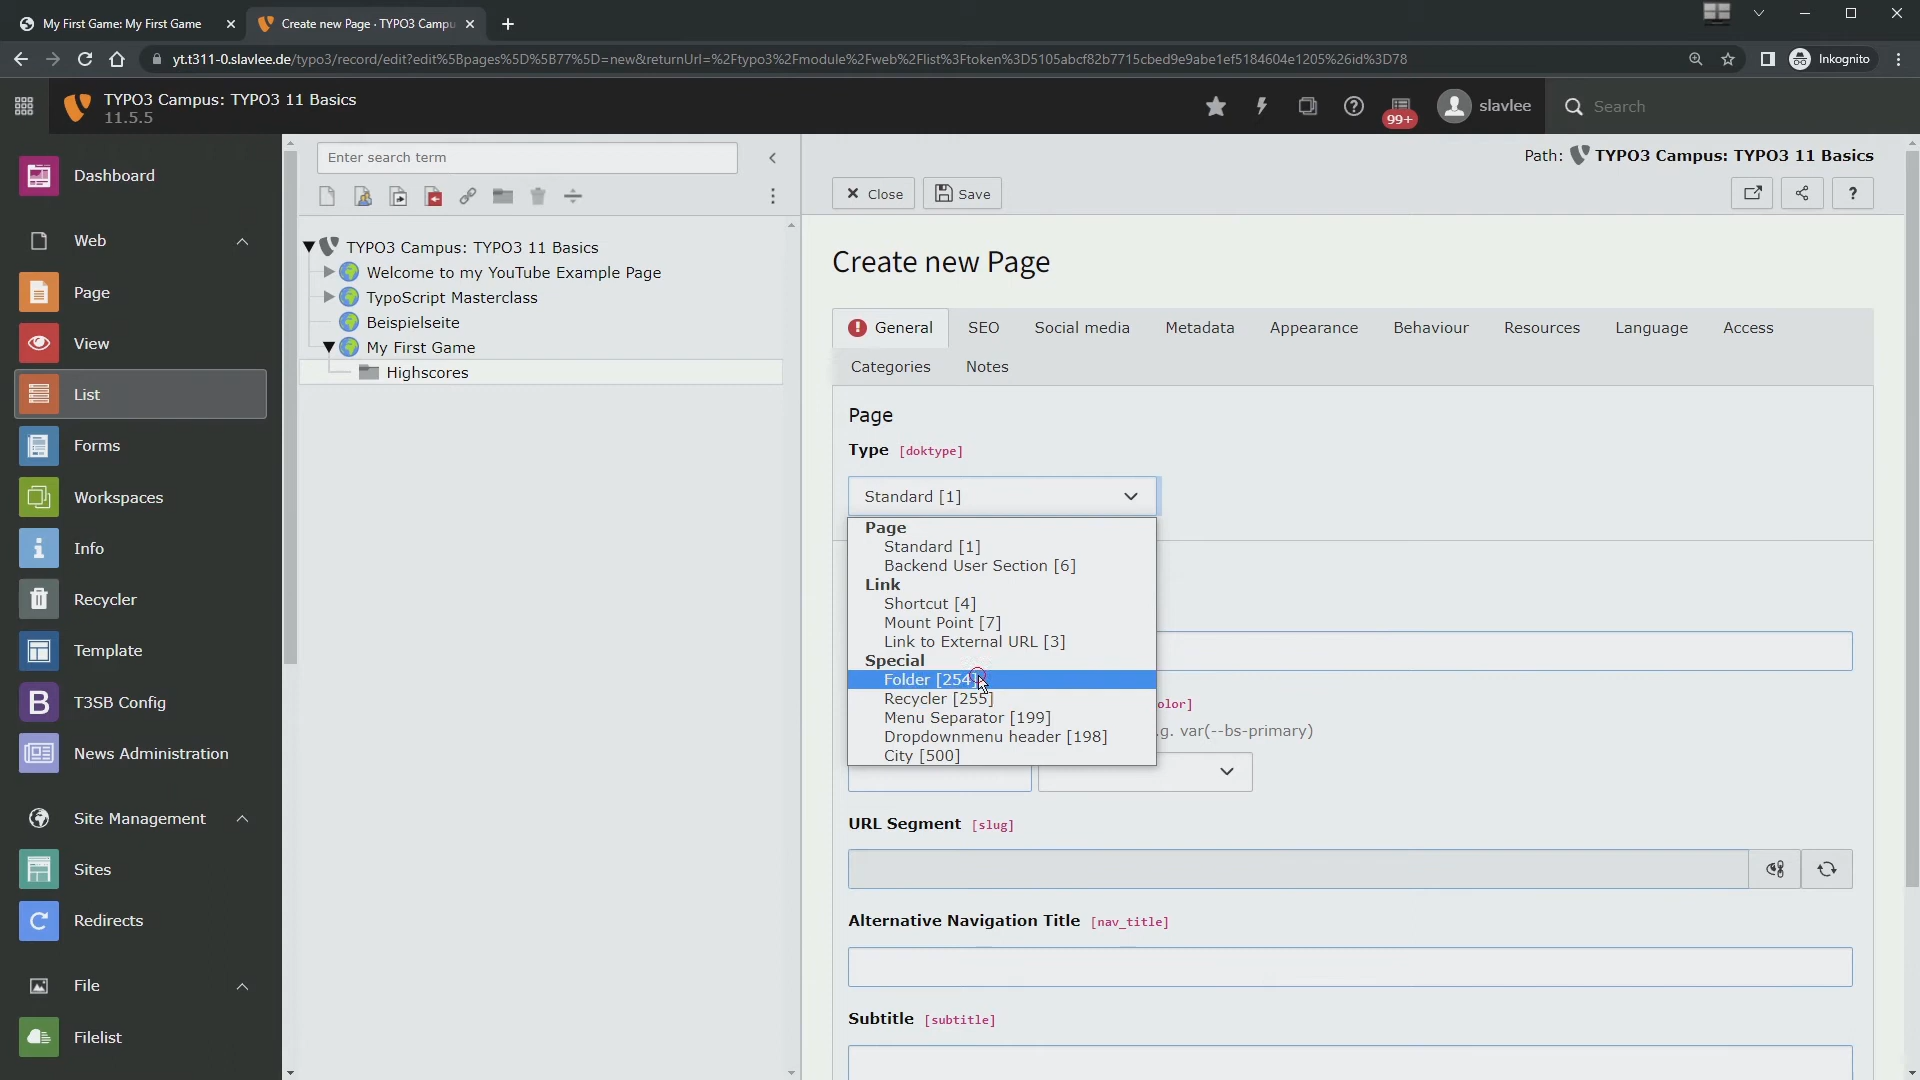 My First Game: My First Game
Create new Page · TYPO3 Campu
yt.t311-0.slavlee.de/typo3/record/edit?edit%5Bpages%5D%5B77%5D=new&returnUrl=%2Ftypo3%2Fmodule%2Fweb%2Flist%3Ftoken%3D5105abcf82b7715cbed9e9abe1ef5184604e1205%26id%3D78
Inkognito
TYPO3 Campus: TYPO3 11 Basics
11.5.5
99+
slavlee
Search
Dashboard
Web
Page
View
List
Forms
Workspaces
Info
Recycler
Template
T3SB Config
News Administration
Site Management
Sites
Redirects
File
Filelist
Enter search term
TYPO3 Campus: TYPO3 11 Basics
Welcome to my YouTube Example Page
TypoScript Masterclass
Beispielseite
My First Game
Highscores
Path: TYPO3 Campus: TYPO3 11 Basics
Close
Save
?
Create new Page
General
SEO
Social media
Metadata
Appearance
Behaviour
Resources
Language
Access
Categories
Notes
Page
Type [doktype]
Standard [1]
Page
Standard [1]
Backend User Section [6]
Link
Shortcut [4]
Mount Point [7]
Link to External URL [3]
Special
Folder [254]
Recycler [255]
Menu Separator [199]
Dropdownmenu header [198]
City [500]
olor]
.g. var(--bs-primary)
URL Segment [slug]
Alternative Navigation Title [nav_title]
Subtitle [subtitle]